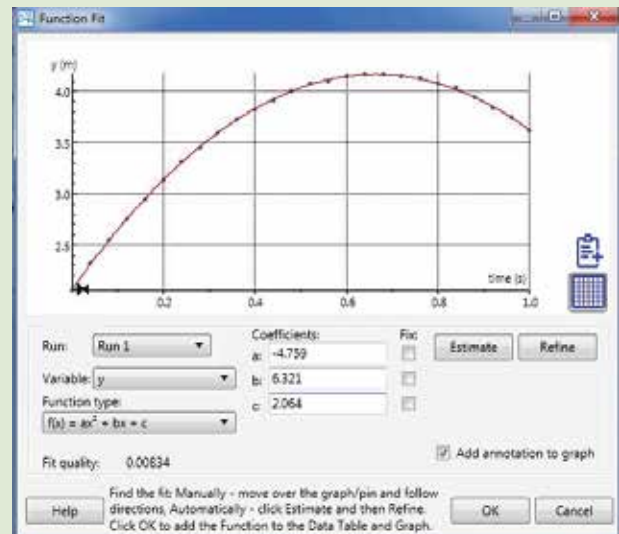 Function Fit
y (m)
4.0
3.5
3.0
2.5
time (s)
0.2 0.4 0.6 0.8 1.0
Run: Run 1
Variable: y
Function type:
f(x) = ax² + bx + c
Coefficients:
a: -4.759
b: 6.321
c: 2.064
Fix:
Estimate Refine
Fit quality: 0.00834
Add annotation to graph
Help
Find the fit: Manually - move over the graph/pin and follow
directions, Automatically - click Estimate and then Refine.
Click OK to add the Function to the Data Table and Graph.
OK Cancel